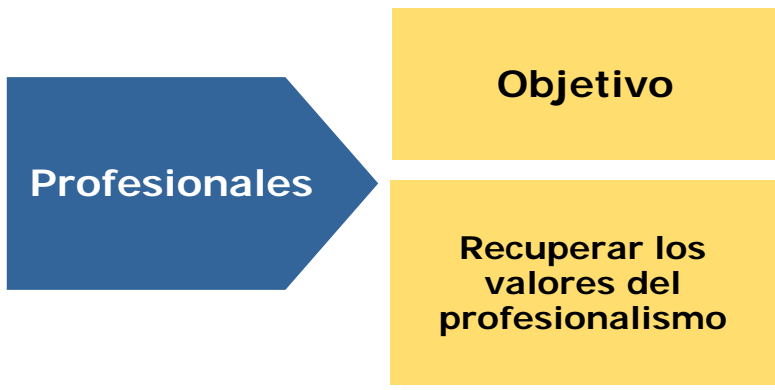 Profesionales
Objetivo
Recuperar los
valores del
profesionalismo